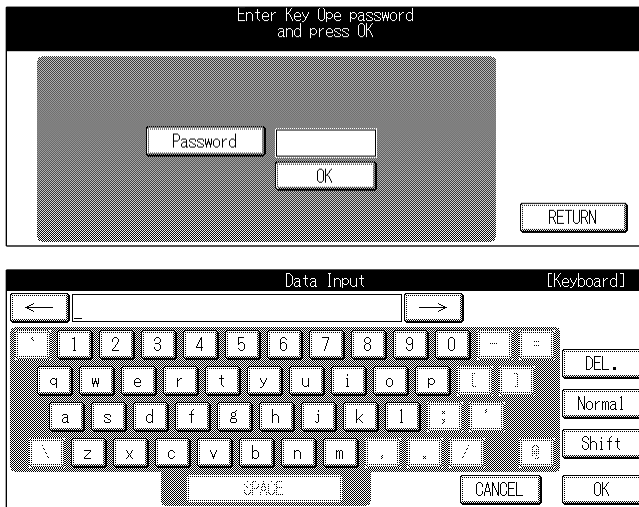 Enter Key Ope password
and press OK
Password
OK
RETURN
Data Input [Keyboard]
← _ →
` 1 2 3 4 5 6 7 8 9 0 - =
DEL.
q w e r t y u i o p [ ]
Normal
a s d f g h j k l ; '
Shift
\ z x c v b n m , . / @
SPACE CANCEL OK